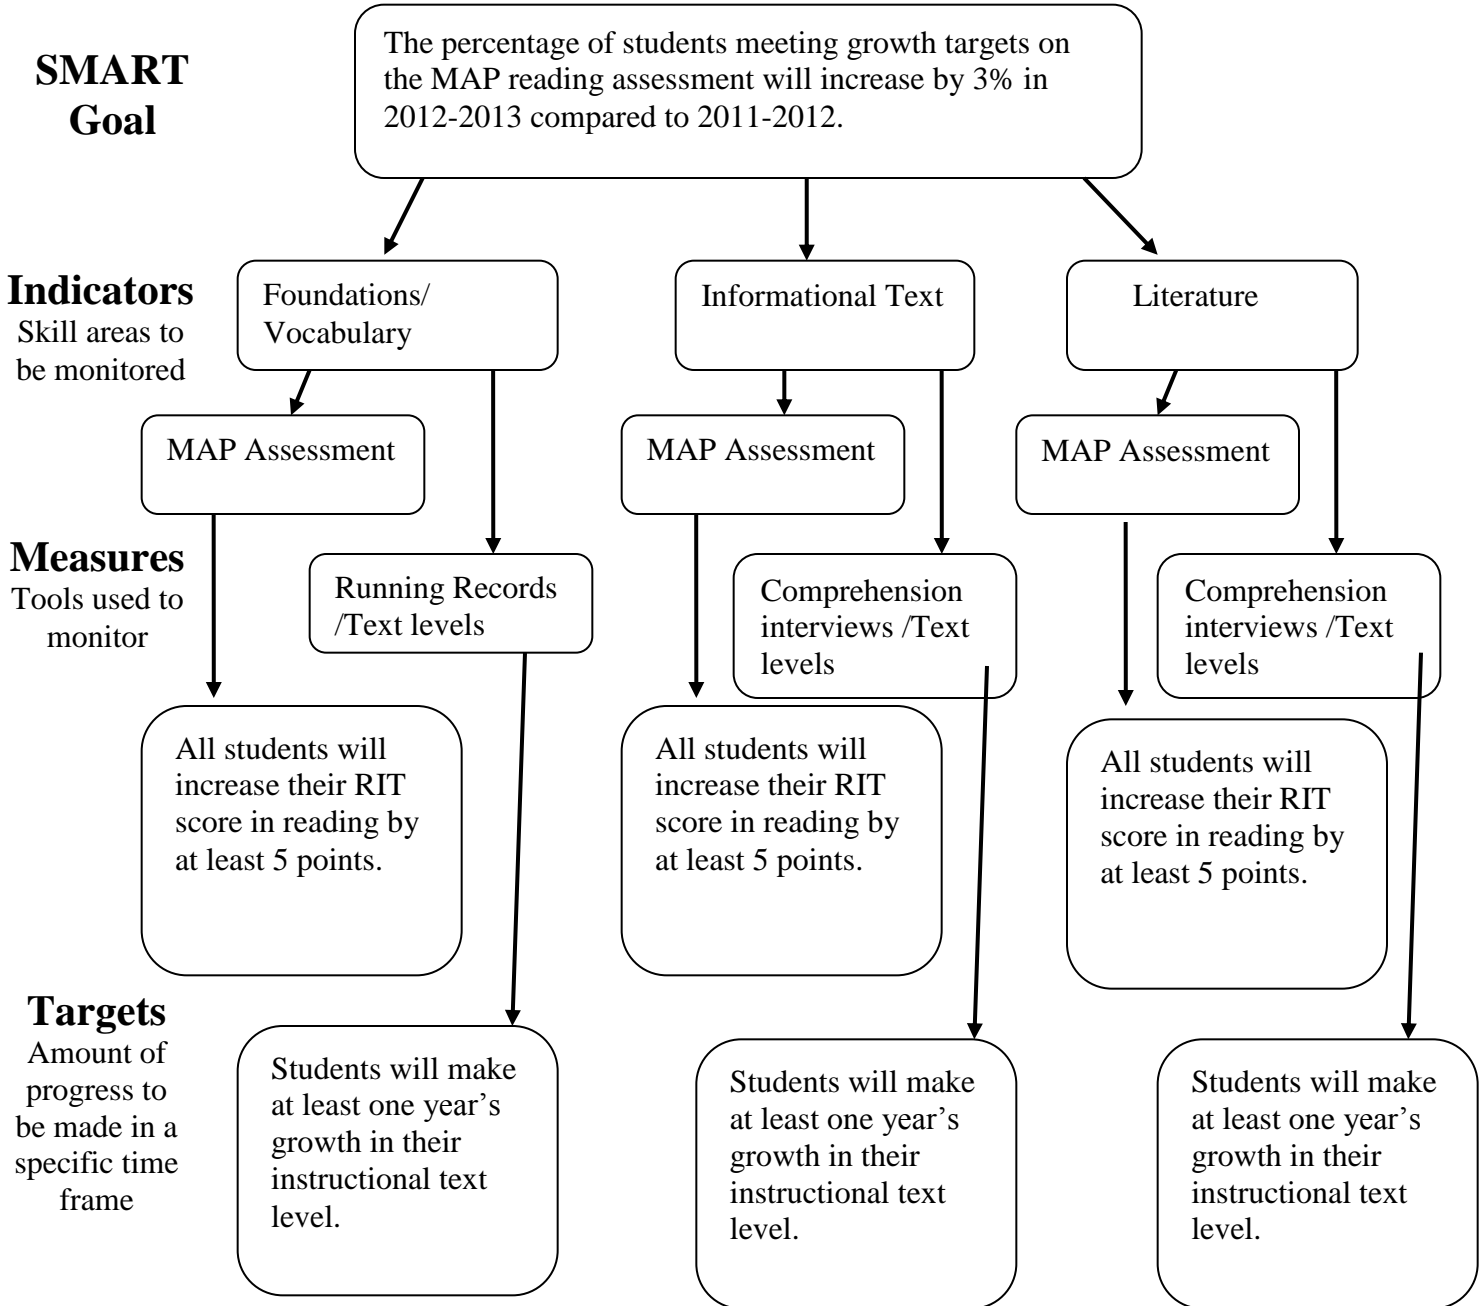 SMART
Goal
The percentage of students meeting growth targets on
the MAP reading assessment will increase by 3% in
2012-2013 compared to 2011-2012.
Indicators
Skill areas to
be monitored
Foundations/
Vocabulary
Informational Text
Literature
MAP Assessment
MAP Assessment
MAP Assessment
Measures
Tools used to
monitor
Running Records
/Text levels
Comprehension
interviews /Text
levels
Comprehension
interviews /Text
levels
All students will
increase their RIT
score in reading by
at least 5 points.
All students will
increase their RIT
score in reading by
at least 5 points.
All students will
increase their RIT
score in reading by
at least 5 points.
Targets
Amount of
progress to
be made in a
specific time
frame
Students will make
at least one year’s
growth in their
instructional text
level.
Students will make
at least one year’s
growth in their
instructional text
level.
Students will make
at least one year’s
growth in their
instructional text
level.